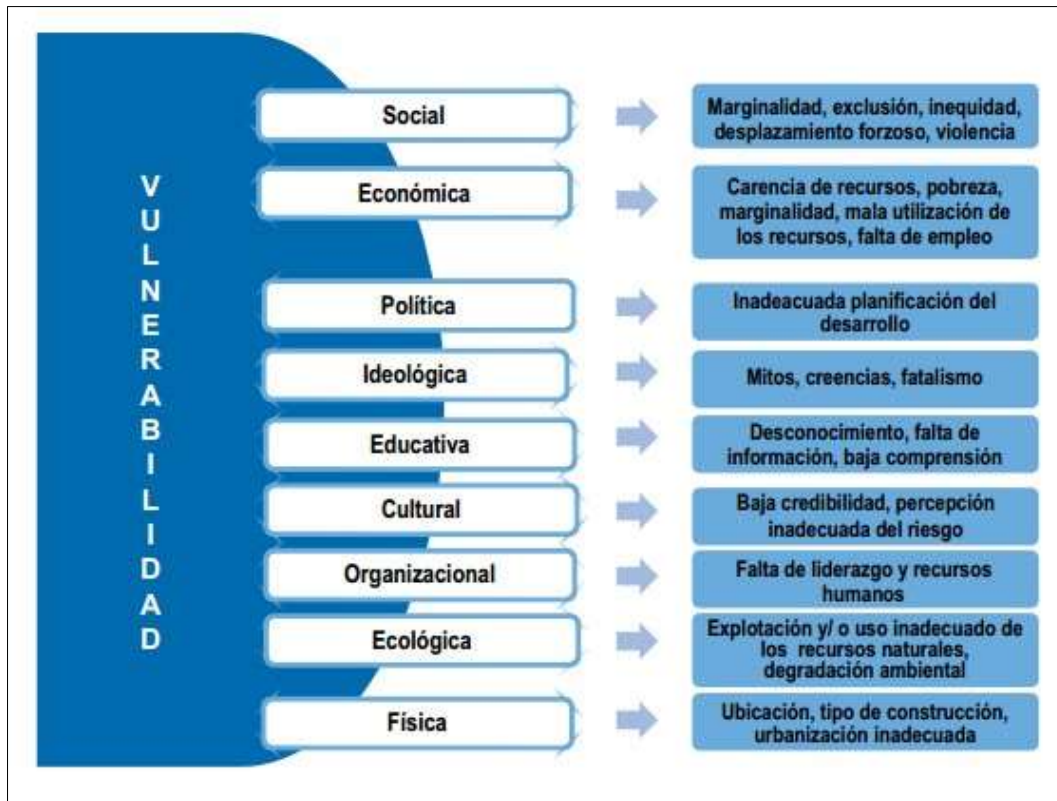 VULNERABILIDAD
Social
Marginalidad, exclusión, inequidad,
desplazamiento forzoso, violencia
Económica
Carencia de recursos, pobreza,
marginalidad, mala utilización de
los recursos, falta de empleo
Política
Inadeacuada planificación del
desarrollo
Ideológica
Mitos, creencias, fatalismo
Educativa
Desconocimiento, falta de
información, baja comprensión
Cultural
Baja credibilidad, percepción
inadecuada del riesgo
Organizacional
Falta de liderazgo y recursos
humanos
Ecológica
Explotación y/ o uso inadecuado de
los recursos naturales,
degradación ambiental
Física
Ubicación, tipo de construcción,
urbanización inadecuada